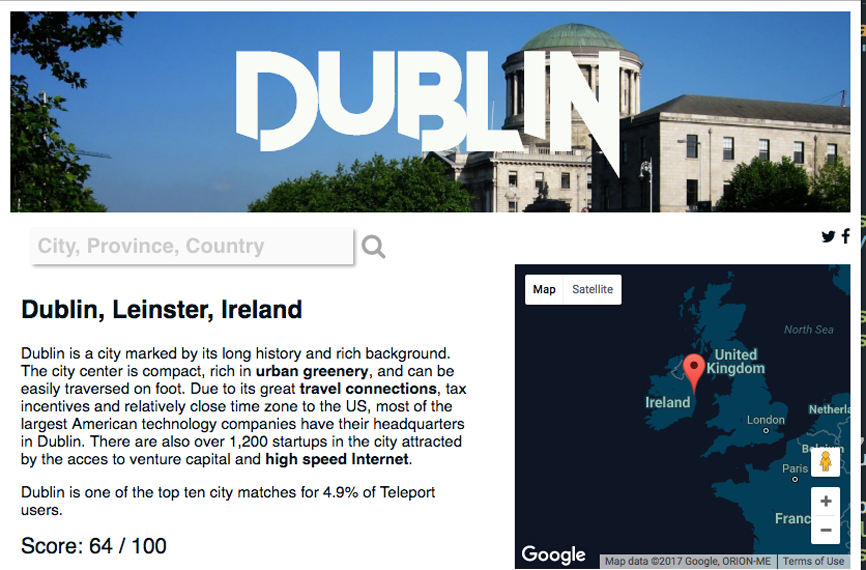 DUBLIN
City, Province, Country
Dublin, Leinster, Ireland
Dublin is a city marked by its long history and rich background.
The city center is compact, rich in urban greenery, and can be
easily traversed on foot. Due to its great travel connections, tax
incentives and relatively close time zone to the US, most of the
largest American technology companies have their headquarters
in Dublin. There are also over 1,200 startups in the city attracted
by the acces to venture capital and high speed Internet.
Dublin is one of the top ten city matches for 4.9% of Teleport
users.
Score: 64 / 100
Map Satellite
North Sea
United
Kingdom
Ireland
London
Netherla
Belgium
Paris
Franc
Google
Map data ©2017 Google, ORION-ME Terms of Use